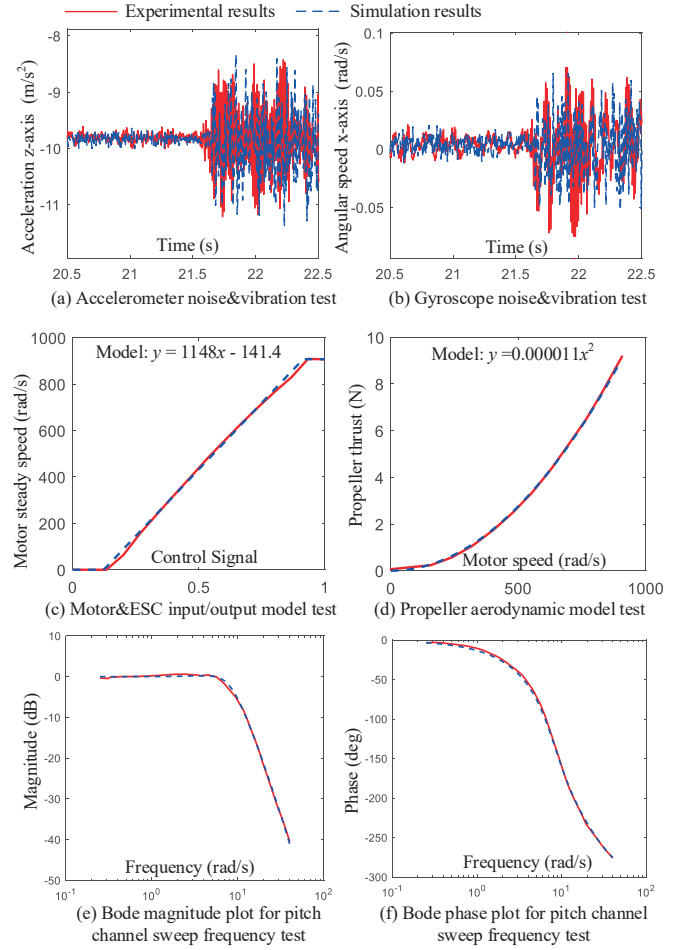 Experimental results Simulation results
-8
-9
-10
-11
Acceleration z-axis (m/s²)
Time (s)
20.5 21 21.5 22 22.5
(a) Accelerometer noise&vibration test
0.1
0.05
0
-0.05
Angular speed x-axis (rad/s)
Time (s)
20.5 21 21.5 22 22.5
(b) Gyroscope noise&vibration test
1000
800
600
400
200
0
Motor steady speed (rad/s)
Model: y = 1148x - 141.4
Control Signal
0 0.5 1
(c) Motor&ESC input/output model test
10
8
6
4
2
0
Propeller thrust (N)
Model: y =0.000011x²
Motor speed (rad/s)
0 500 1000
(d) Propeller aerodynamic model test
10
0
-10
-20
-30
-40
-50
Magnitude (dB)
Frequency (rad/s)
10⁻¹ 10⁰ 10¹ 10²
(e) Bode magnitude plot for pitch
channel sweep frequency test
0
-50
-100
-150
-200
-250
-300
Phase (deg)
Frequency (rad/s)
10⁻¹ 10⁰ 10¹ 10²
(f) Bode phase plot for pitch channel
sweep frequency test